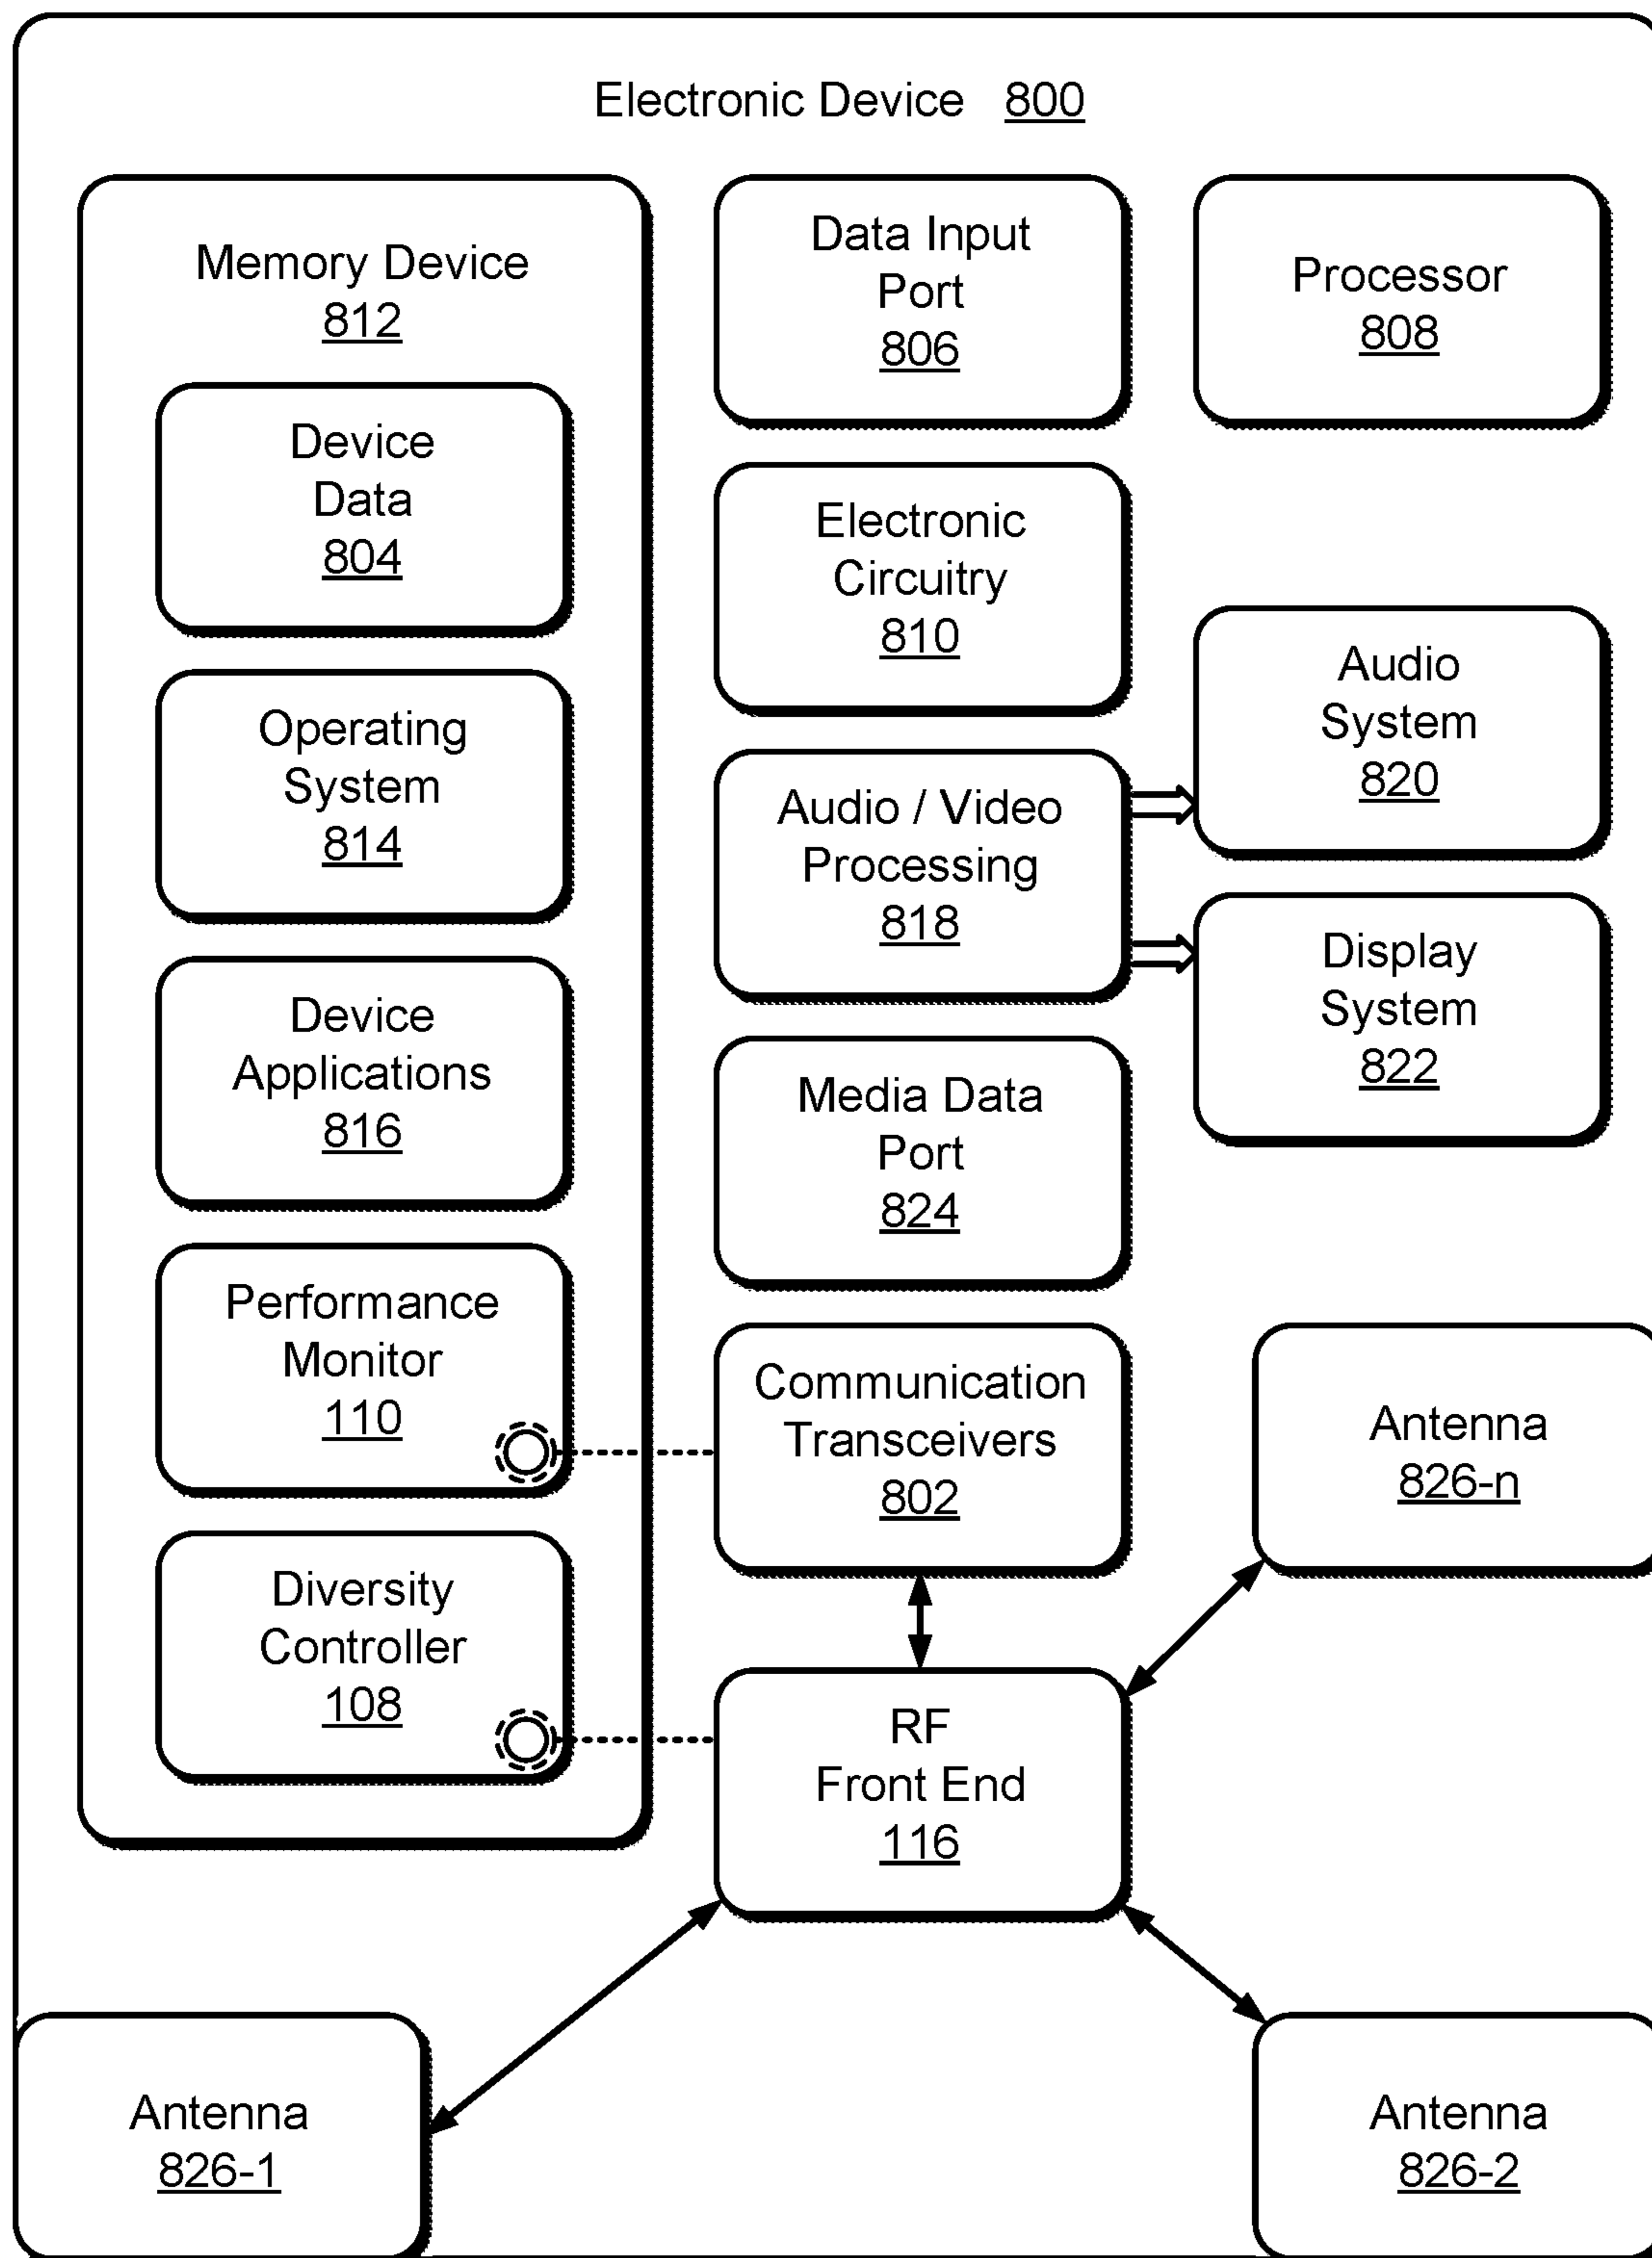 Electronic Device 800
Memory Device
812
Device
Data
804
Operating
System
814
Device
Applications
816
Performance
Monitor
110
Diversity
Controller
108
Data Input
Port
806
Electronic
Circuitry
810
Audio / Video
Processing
818
Media Data
Port
824
Communication
Transceivers
802
RF
Front End
116
Processor
808
Audio
System
820
Display
System
822
Antenna
826-n
Antenna
826-1
Antenna
826-2